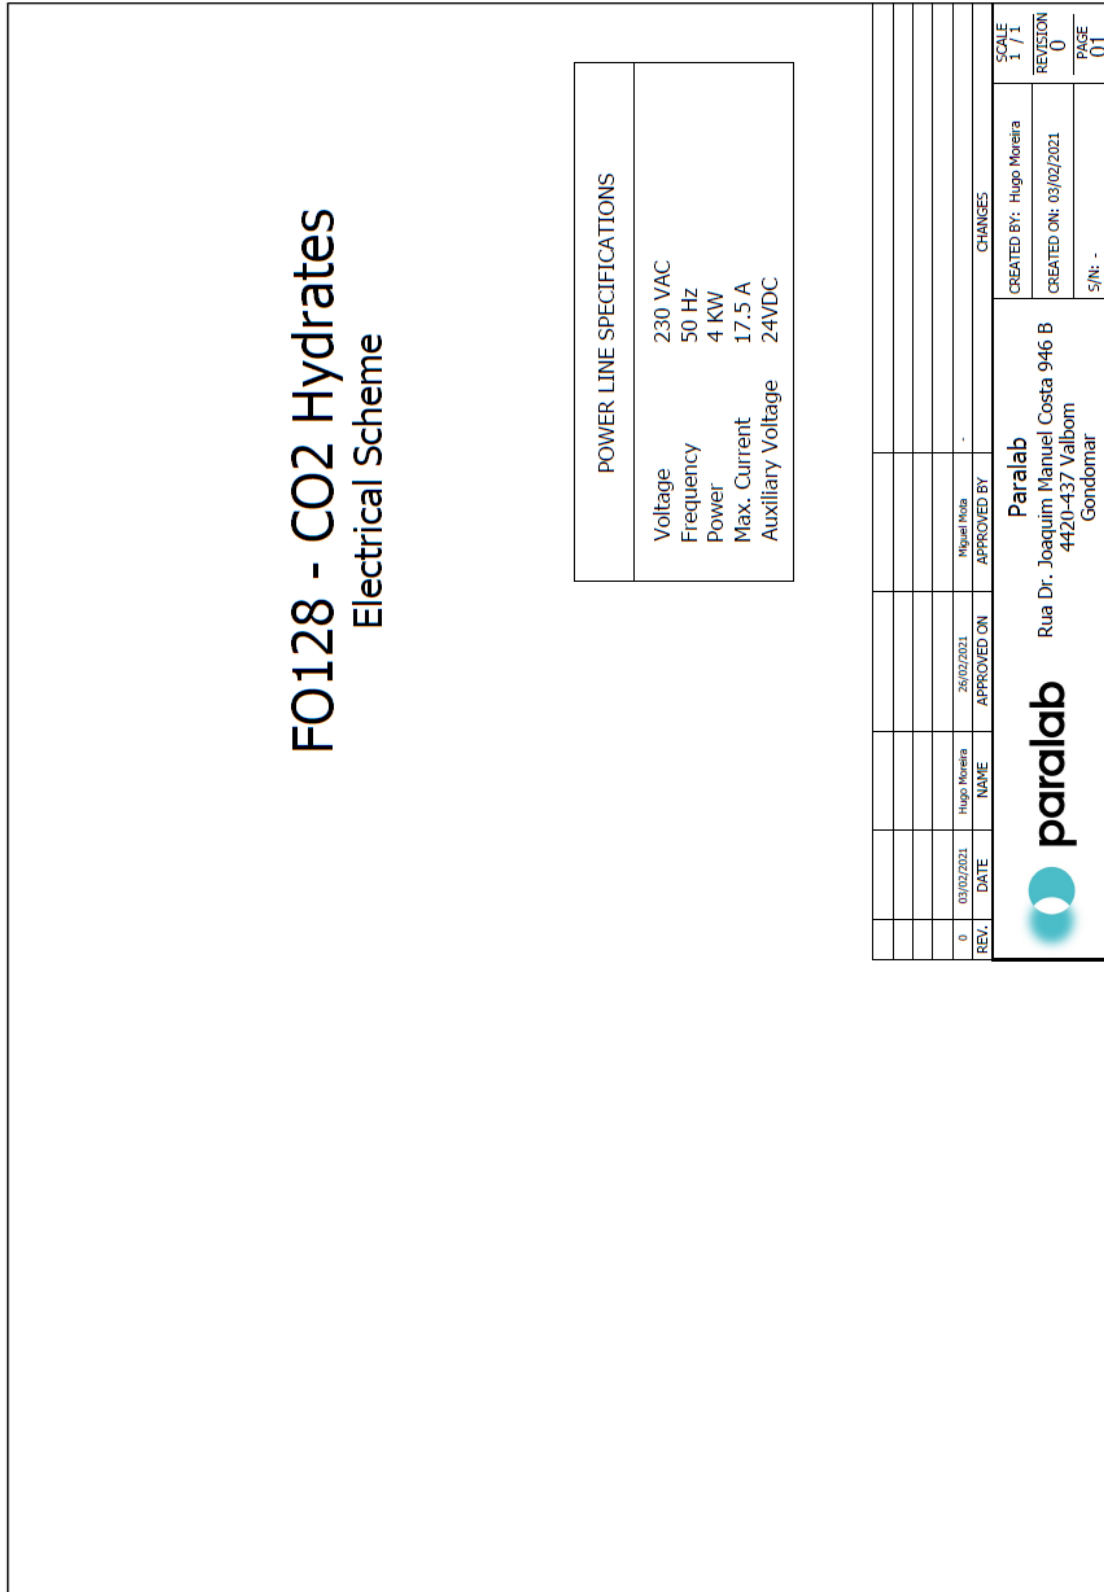 FO128 - CO2 Hydrates
Electrical Scheme
POWER LINE SPECIFICATIONS
Voltage 230 VAC
Frequency 50 Hz
Power 4 KW
Max. Current 17.5 A
Auxiliary Voltage 24VDC
0 03/02/2021 Hugo Moreira 26/02/2021 Miguel Mota -
REV. DATE NAME APPROVED ON APPROVED BY CHANGES
paralab
Paralab
Rua Dr. Joaquim Manuel Costa 946 B
4420-437 Valbom
Gondomar
CREATED BY: Hugo Moreira
CREATED ON: 03/02/2021
S/N: -
SCALE
1 / 1
REVISION
0
PAGE
01